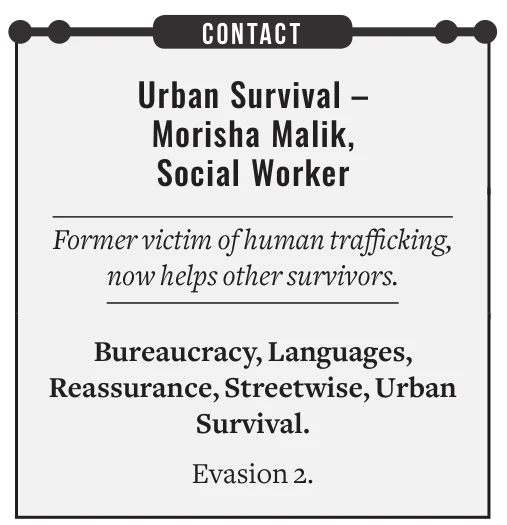 CONTACT
Urban Survival –
Morisha Malik,
Social Worker
Former victim of human trafficking,
now helps other survivors.
Bureaucracy, Languages,
Reassurance, Streetwise, Urban
Survival.
Evasion 2.